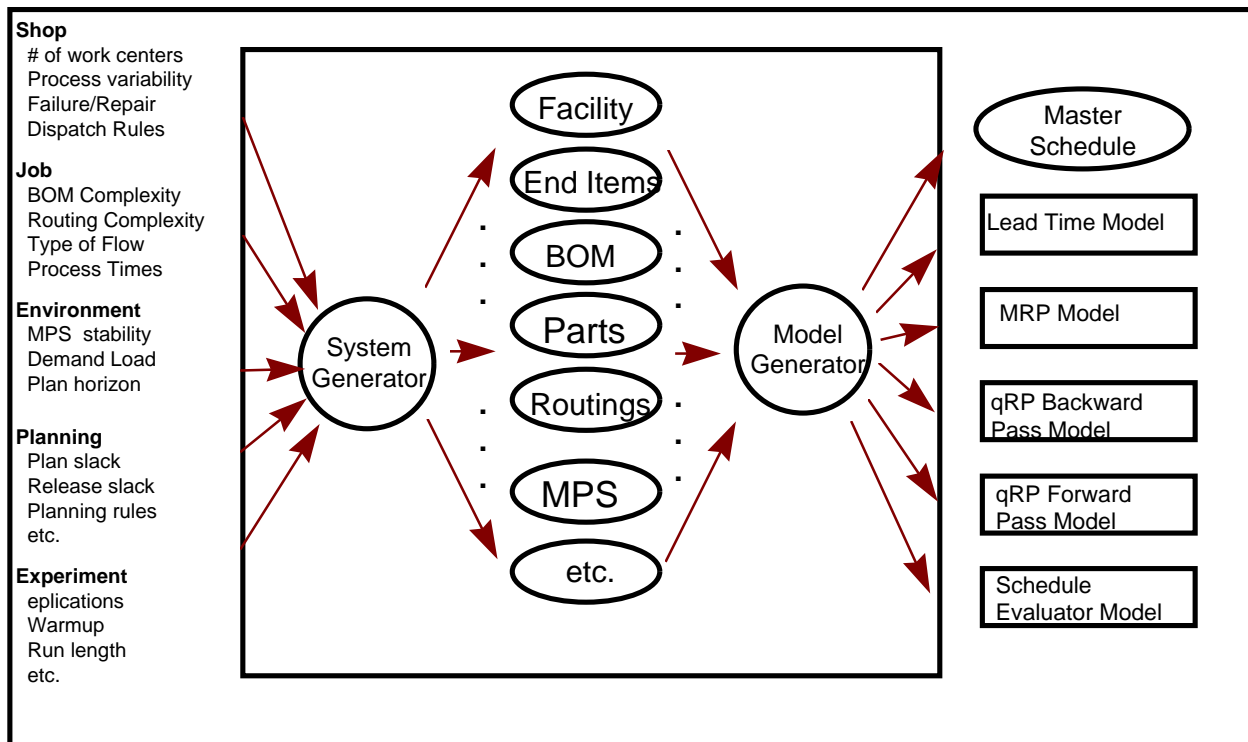 Shop
# of work centers
Process variability
Failure/Repair
Dispatch Rules
Job
BOM Complexity
Routing Complexity
Type of Flow
Process Times
Environment
MPS stability
Demand Load
Plan horizon
Planning
Plan slack
Release slack
Planning rules
etc.
Experiment
eplications
Warmup
Run length
etc.
System
Generator
Facility
End Items
BOM
Parts
Routings
MPS
etc.
Model
Generator
Master
Schedule
Lead Time Model
MRP Model
qRP Backward
Pass Model
qRP Forward
Pass Model
Schedule
Evaluator Model